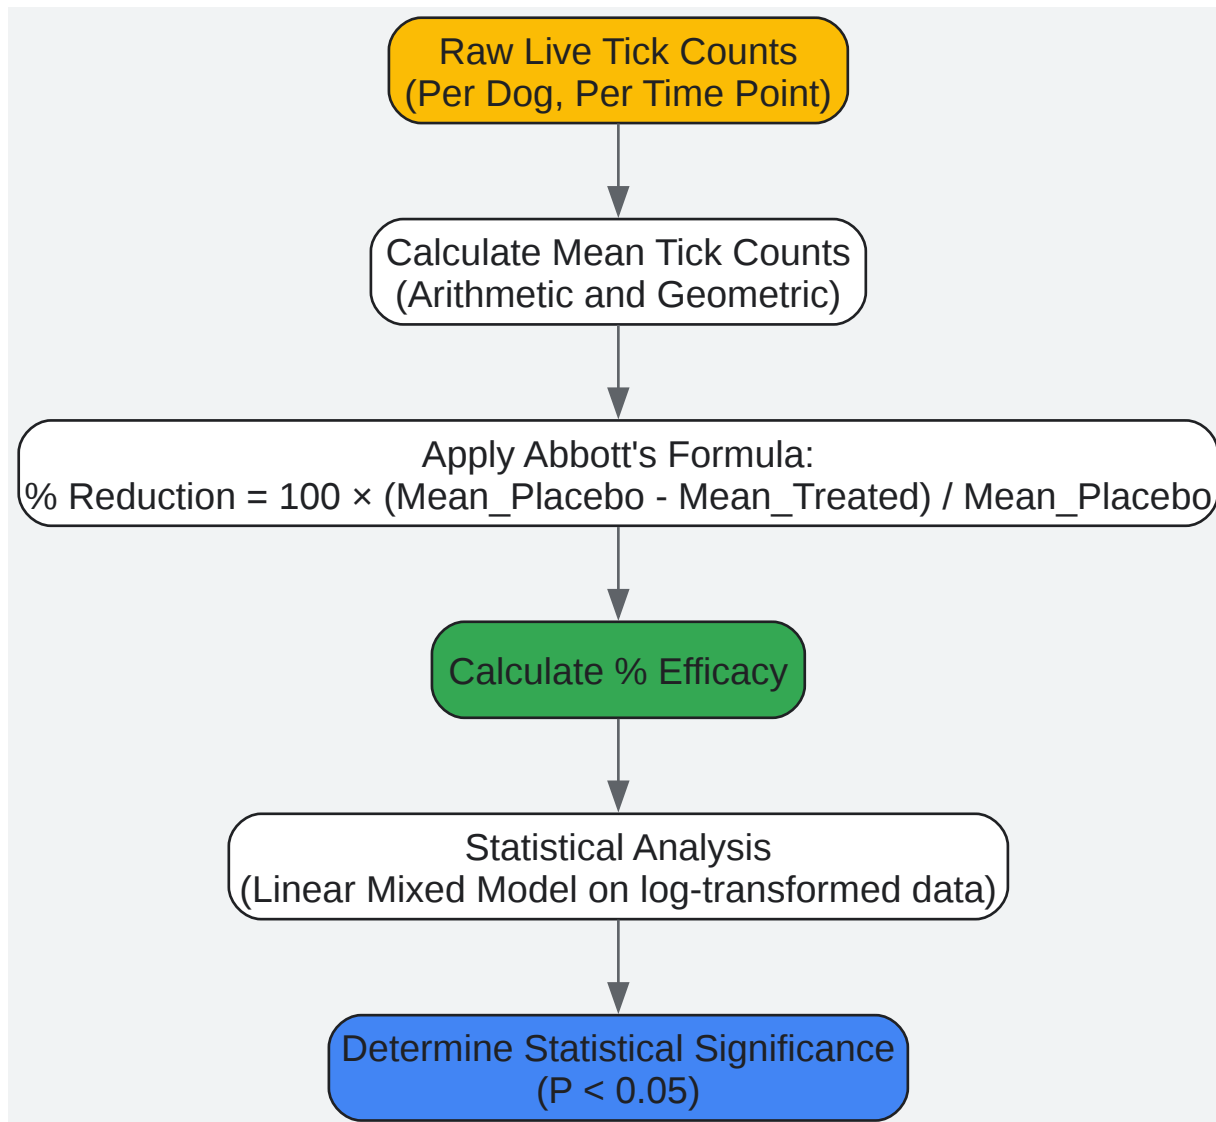 Raw Live Tick Counts
(Per Dog, Per Time Point)
Calculate Mean Tick Counts
(Arithmetic and Geometric)
Apply Abbott's Formula:
% Reduction = 100 × (Mean_Placebo - Mean_Treated) / Mean_Placebo
Calculate % Efficacy
Statistical Analysis
(Linear Mixed Model on log-transformed data)
Determine Statistical Significance
(P < 0.05)